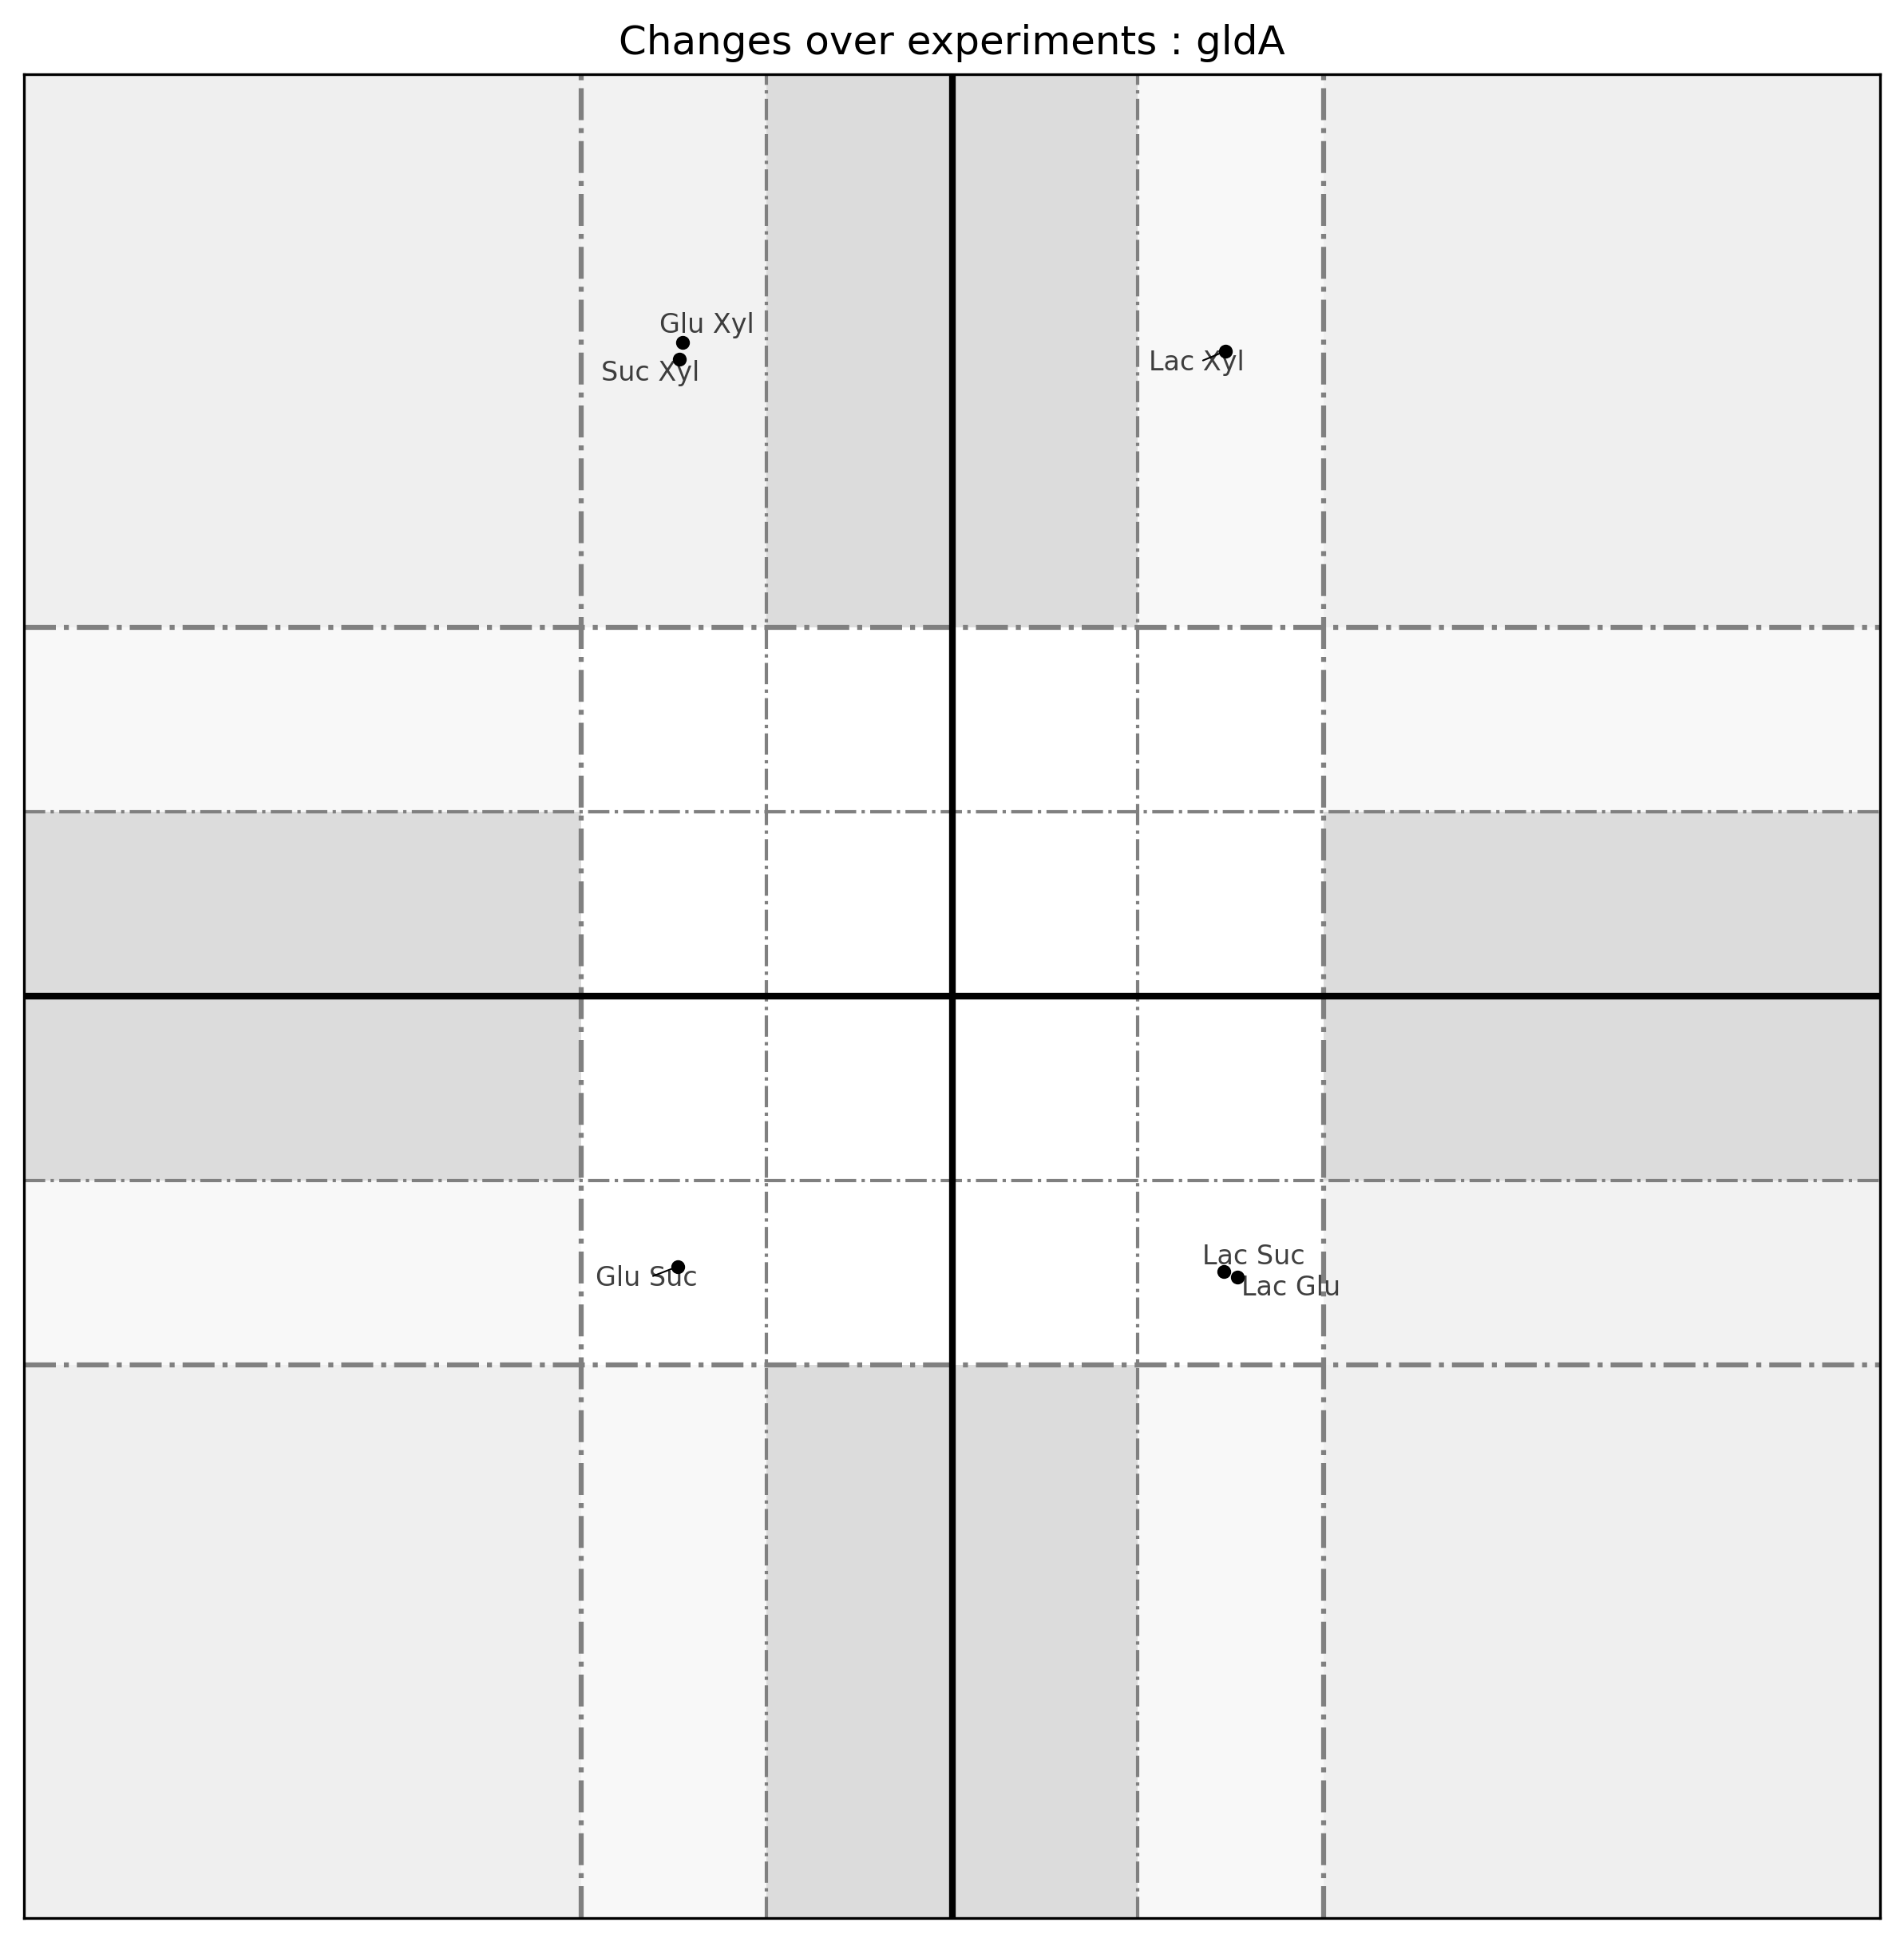 Changes over experiments : gldA
Glu Xyl
Suc Xyl
Lac Xyl
Lac Suc
Glu Suc
Lac Glu